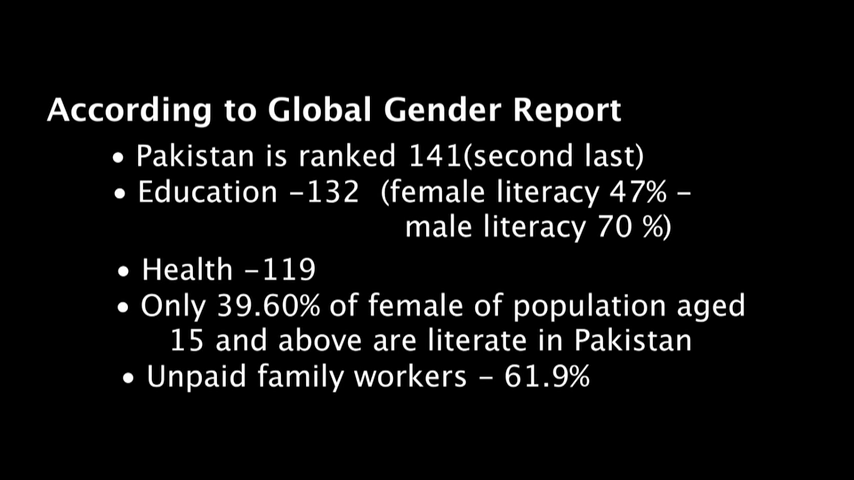 According to Global Gender Report
• Pakistan is ranked 141(second last)
• Education –132 (female literacy 47% –
male literacy 70 %)
• Health –119
• Only 39.60% of female of population aged
15 and above are literate in Pakistan
• Unpaid family workers – 61.9%